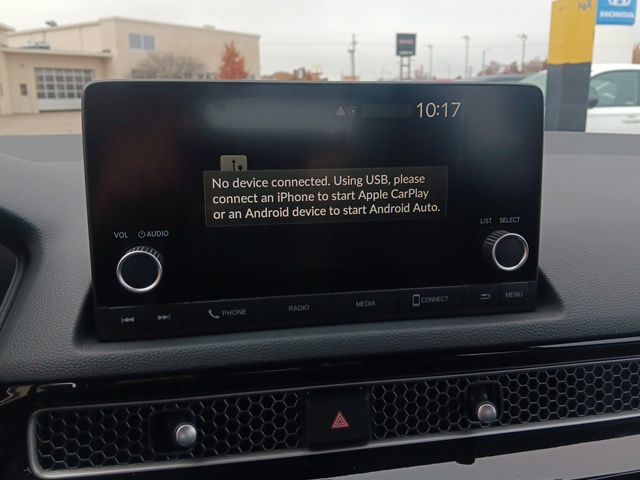 HONDA
10:17
No device connected. Using USB, please
connect an iPhone to start Apple CarPlay
or an Android device to start Android Auto.
VOL AUDIO
LIST SELECT
PHONE
RADIO
MEDIA
CONNECT
MENU